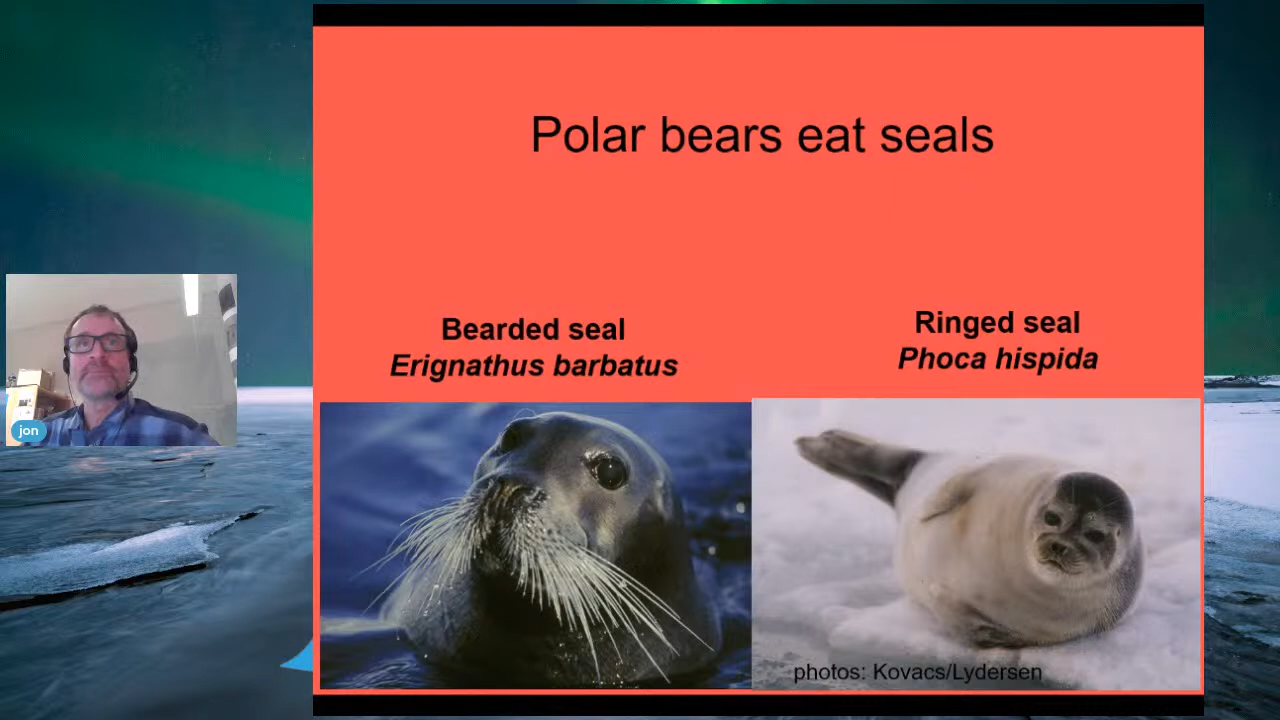 Polar bears eat seals
Bearded seal
Erignathus barbatus
Ringed seal
Phoca hispida
jon
photos: Kovacs/Lydersen